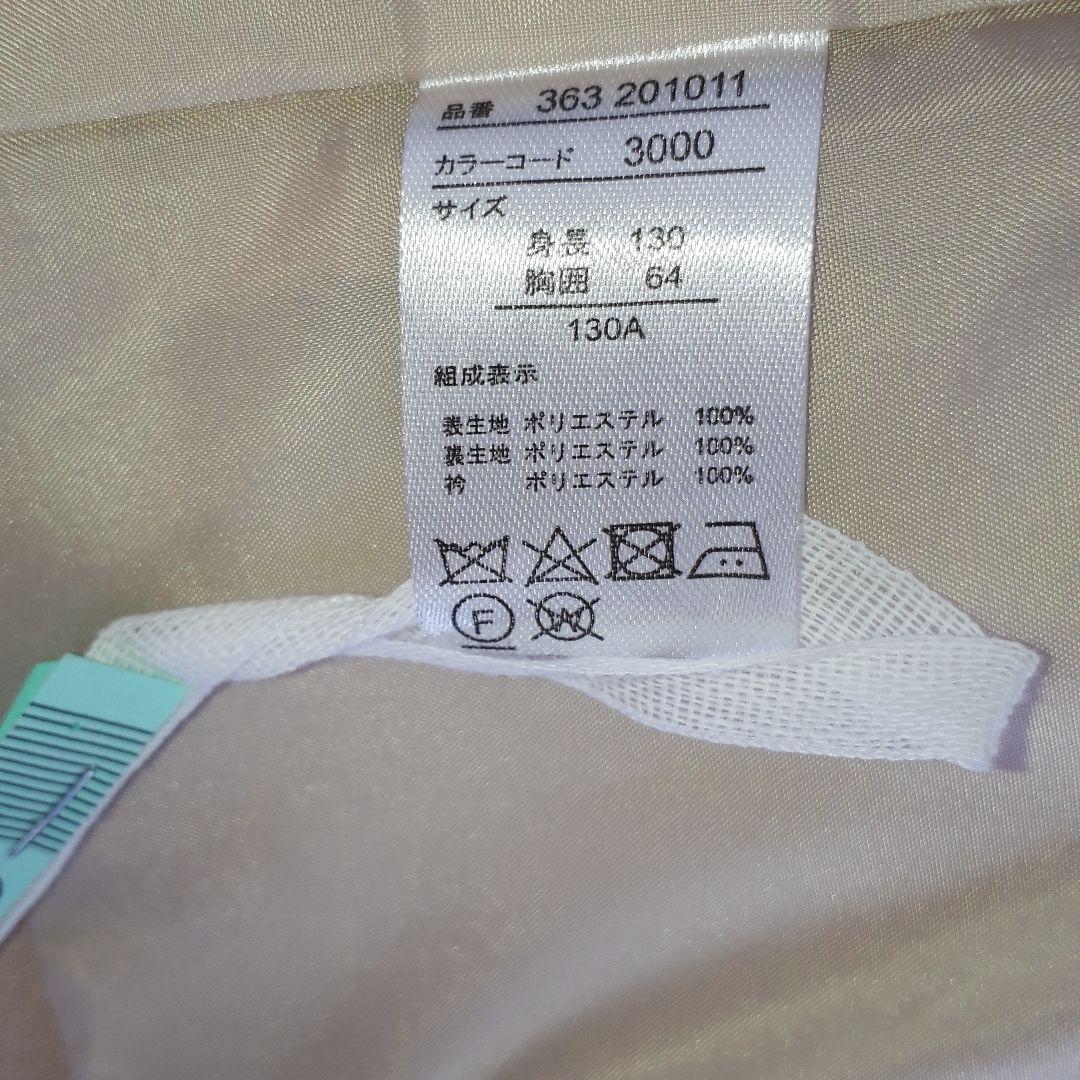 品番 363 201011
カラーコード 3000
サイズ
身長 130
胸囲 64
130A
組成表示
表生地 ポリエステル 100%
裏生地 ポリエステル 100%
衿 ポリエステル 100%
F
W